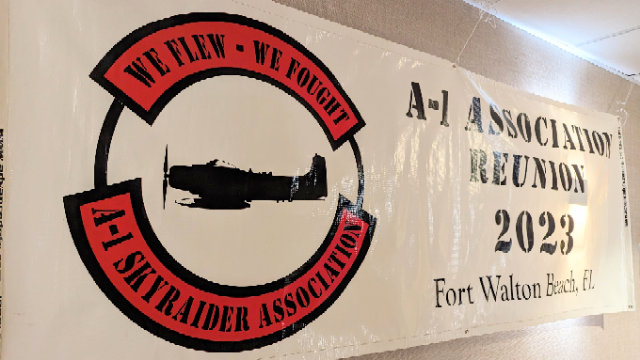 WE FLEW - WE FOUGHT
A-1 SKYRAIDER ASSOCIATION
A-1 ASSOCIATION
REUNION
2023
Fort Walton Beach, FL